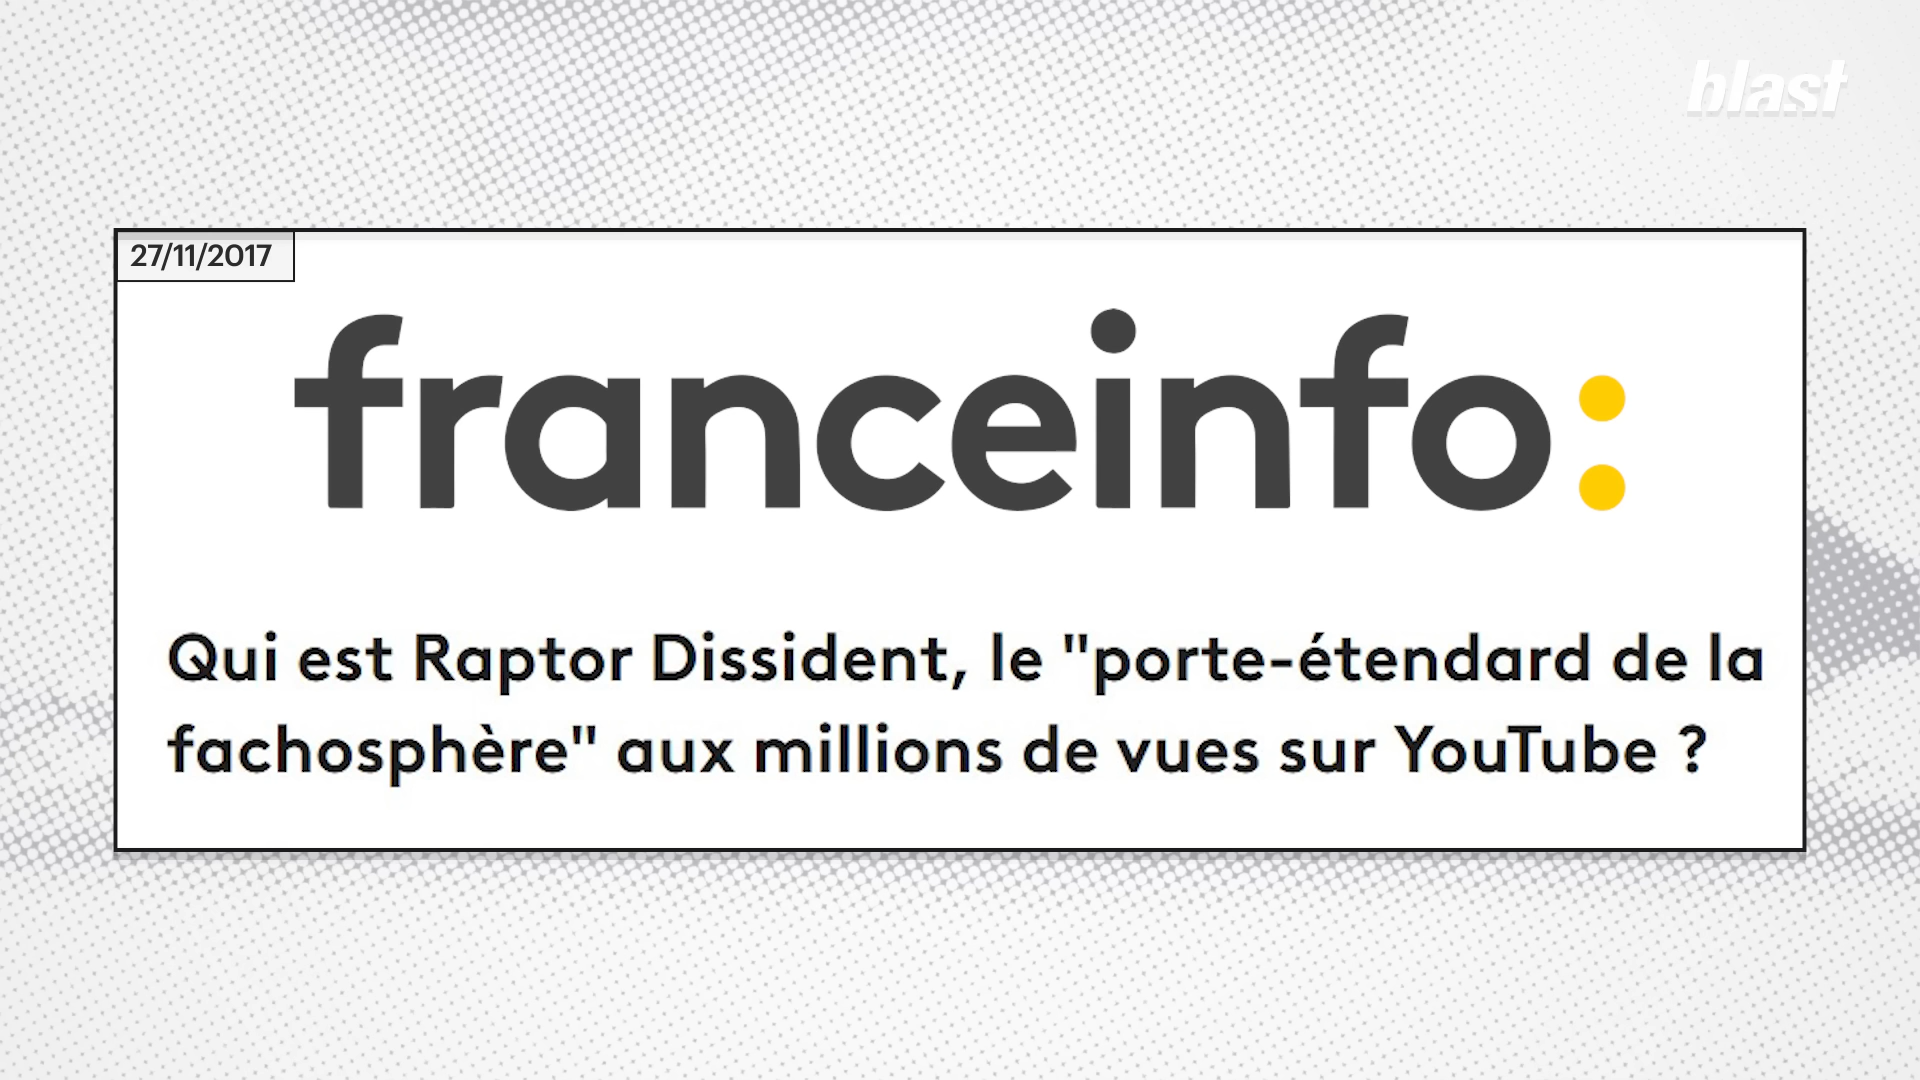 blast
27/11/2017
franceinfo:
Qui est Raptor Dissident, le "porte-étendard de la
fachosphère" aux millions de vues sur YouTube ?